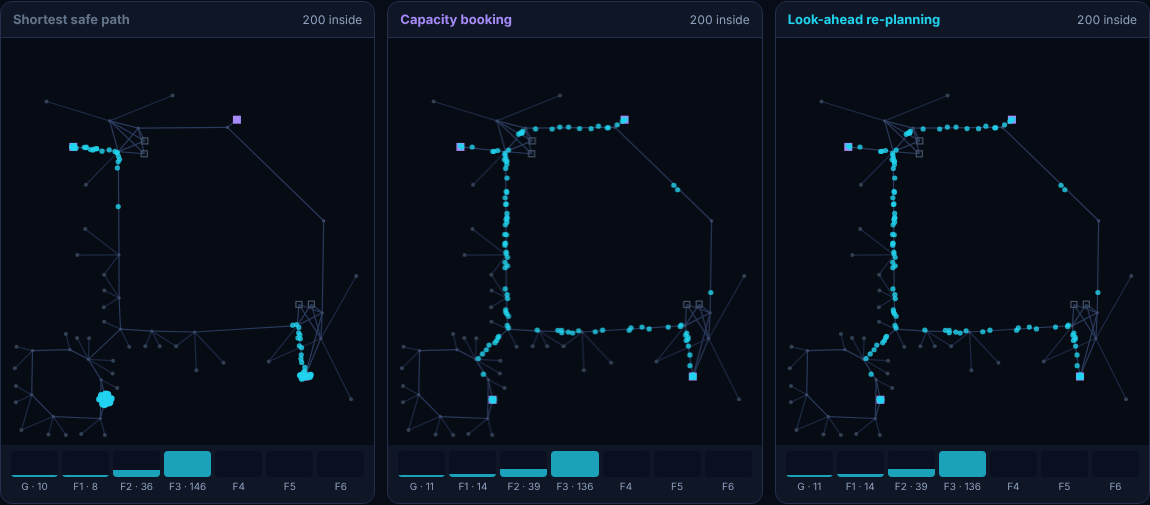 Shortest safe path 200 inside
Capacity booking 200 inside
Look-ahead re-planning 200 inside
G · 10 F1 · 8 F2 · 36 F3 · 146 F4 F5 F6
G · 11 F1 · 14 F2 · 39 F3 · 136 F4 F5 F6
G · 11 F1 · 14 F2 · 39 F3 · 136 F4 F5 F6